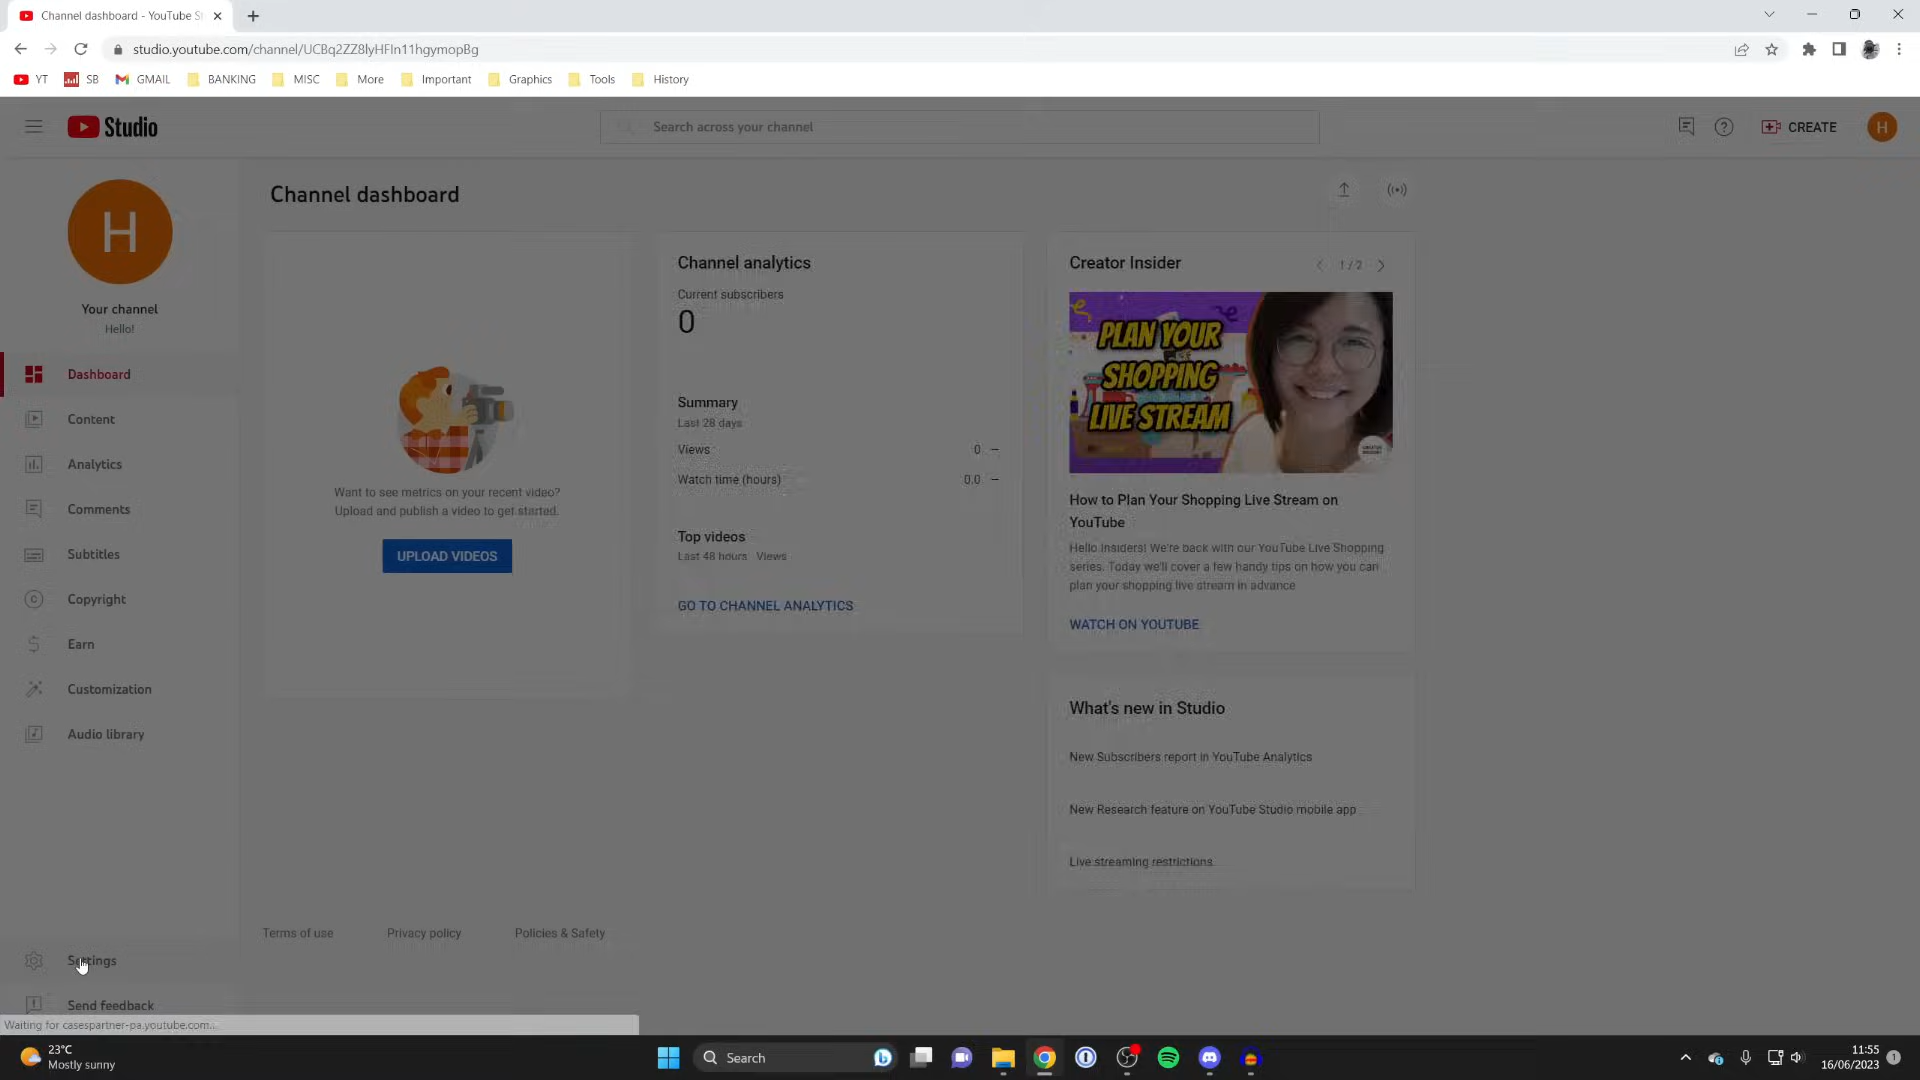 Channel dashboard - YouTube S
studio.youtube.com/channel/UCBq2ZZ8lyHFln11hgymopBg
YT
SB
GMAIL
BANKING
MISC
More
Important
Graphics
Tools
History
Studio
Search across your channel
CREATE
H
H
Your channel
Hello!
Dashboard
Content
Analytics
Comments
Subtitles
Copyright
Earn
Customization
Audio library
Settings
Send feedback
Channel dashboard
Want to see metrics on your recent video?
Upload and publish a video to get started.
UPLOAD VIDEOS
Channel analytics
Current subscribers
0
Summary
Last 28 days
Views 0 —
Watch time (hours) 0.0 —
Top videos
Last 48 hours · Views
GO TO CHANNEL ANALYTICS
Creator Insider
1 / 2
PLAN YOUR
SHOPPING
LIVE STREAM
How to Plan Your Shopping Live Stream on
YouTube
Hello Insiders! We're back with our YouTube Live Shopping
series. Today we'll cover a few handy tips on how you can
plan your shopping live stream in advance
WATCH ON YOUTUBE
What's new in Studio
New Subscribers report in YouTube Analytics
New Research feature on YouTube Studio mobile app
Live streaming restrictions
Terms of use
Privacy policy
Policies & Safety
Waiting for casespartner-pa.youtube.com...
23°C
Mostly sunny
Search
11:55
16/06/2023
1